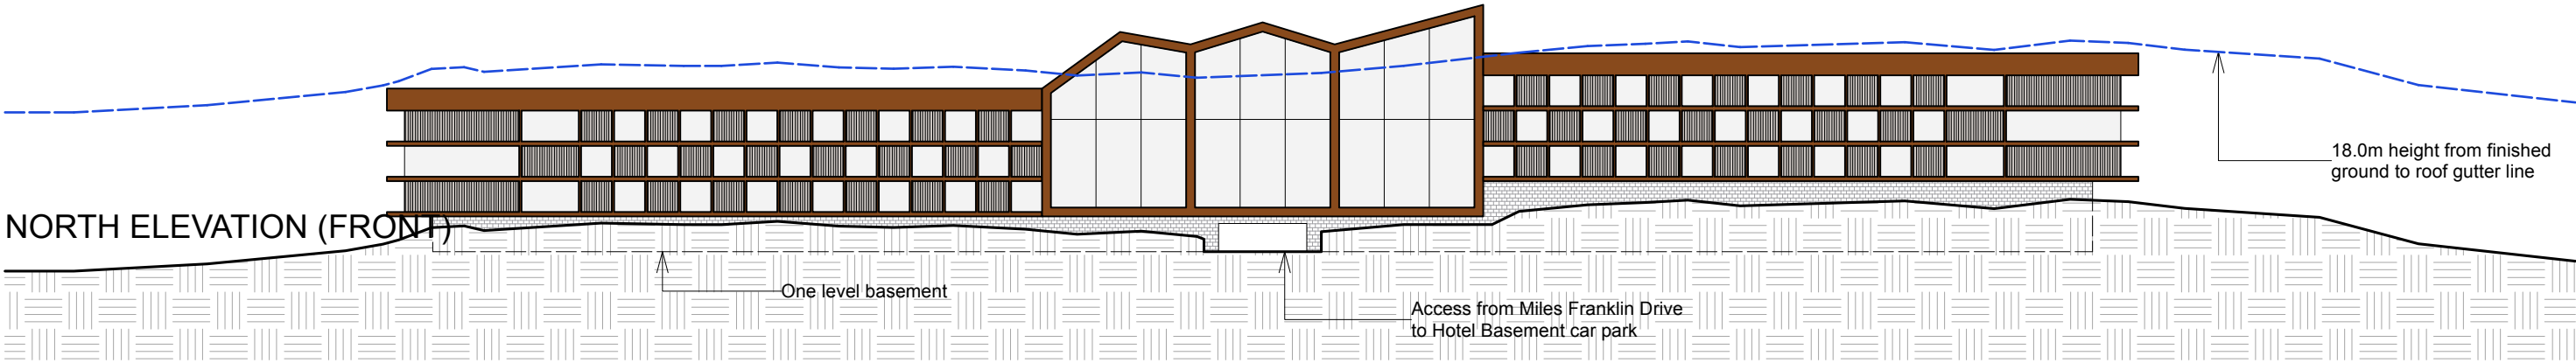 18.0m height from finished
ground to roof gutter line
NORTH ELEVATION (FRONT)
One level basement
Access from Miles Franklin Drive
to Hotel Basement car park